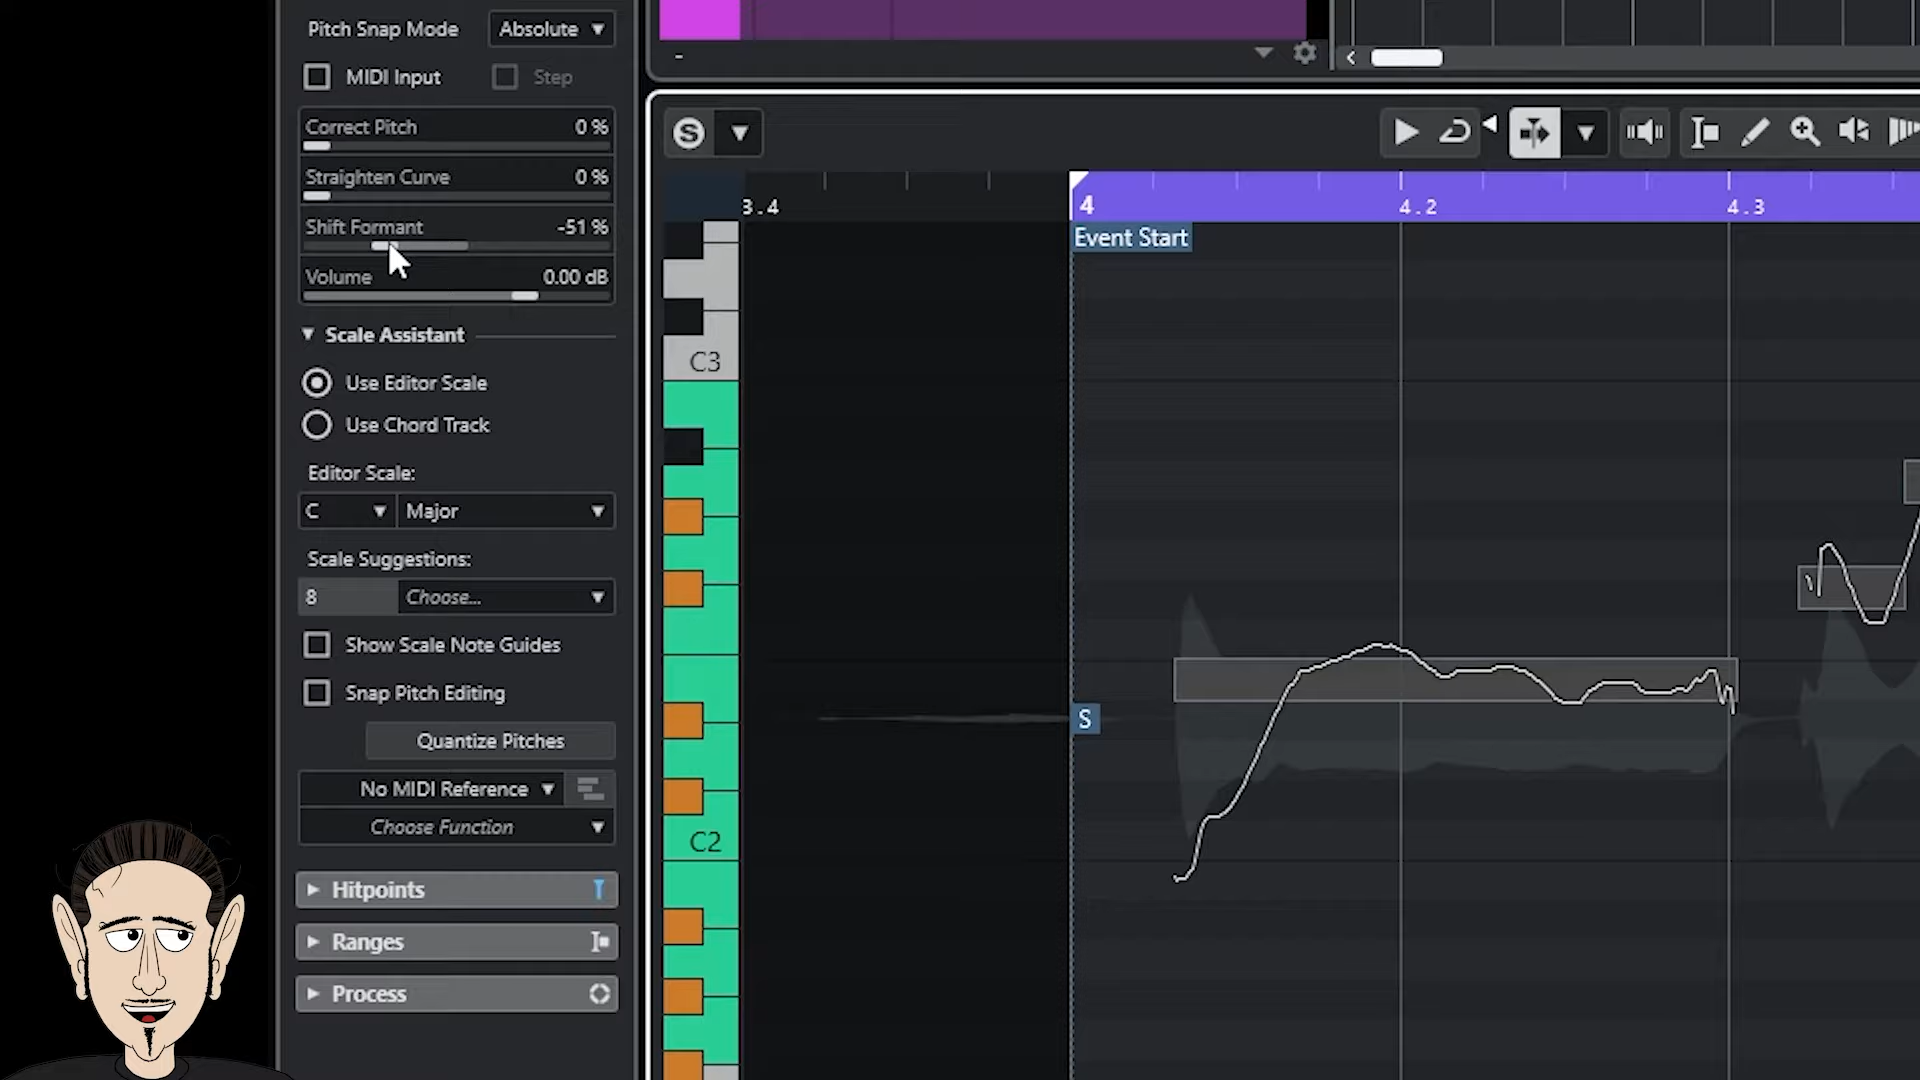 Pitch Snap Mode Absolute
MIDI Input Step
Correct Pitch 0 %
Straighten Curve 0 %
Shift Formant -51 %
Volume 0.00 dB
Scale Assistant
Use Editor Scale
Use Chord Track
Editor Scale:
C Major
Scale Suggestions:
8 Choose...
Show Scale Note Guides
Snap Pitch Editing
Quantize Pitches
No MIDI Reference
Choose Function
Hitpoints
Ranges
Process
-
S
3.4 4 4.2 4.3
Event Start
C3
S
C2